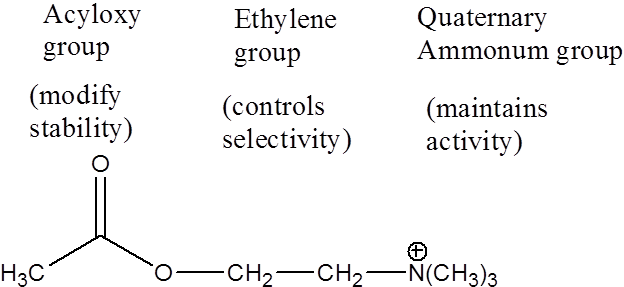 Acyloxy group
Ethylene group
Quaternary Ammonum group
(modify stability)
(controls selectivity)
(maintains activity)
O
H₃C
O—CH₂—CH₂—N(CH₃)₃
⊕